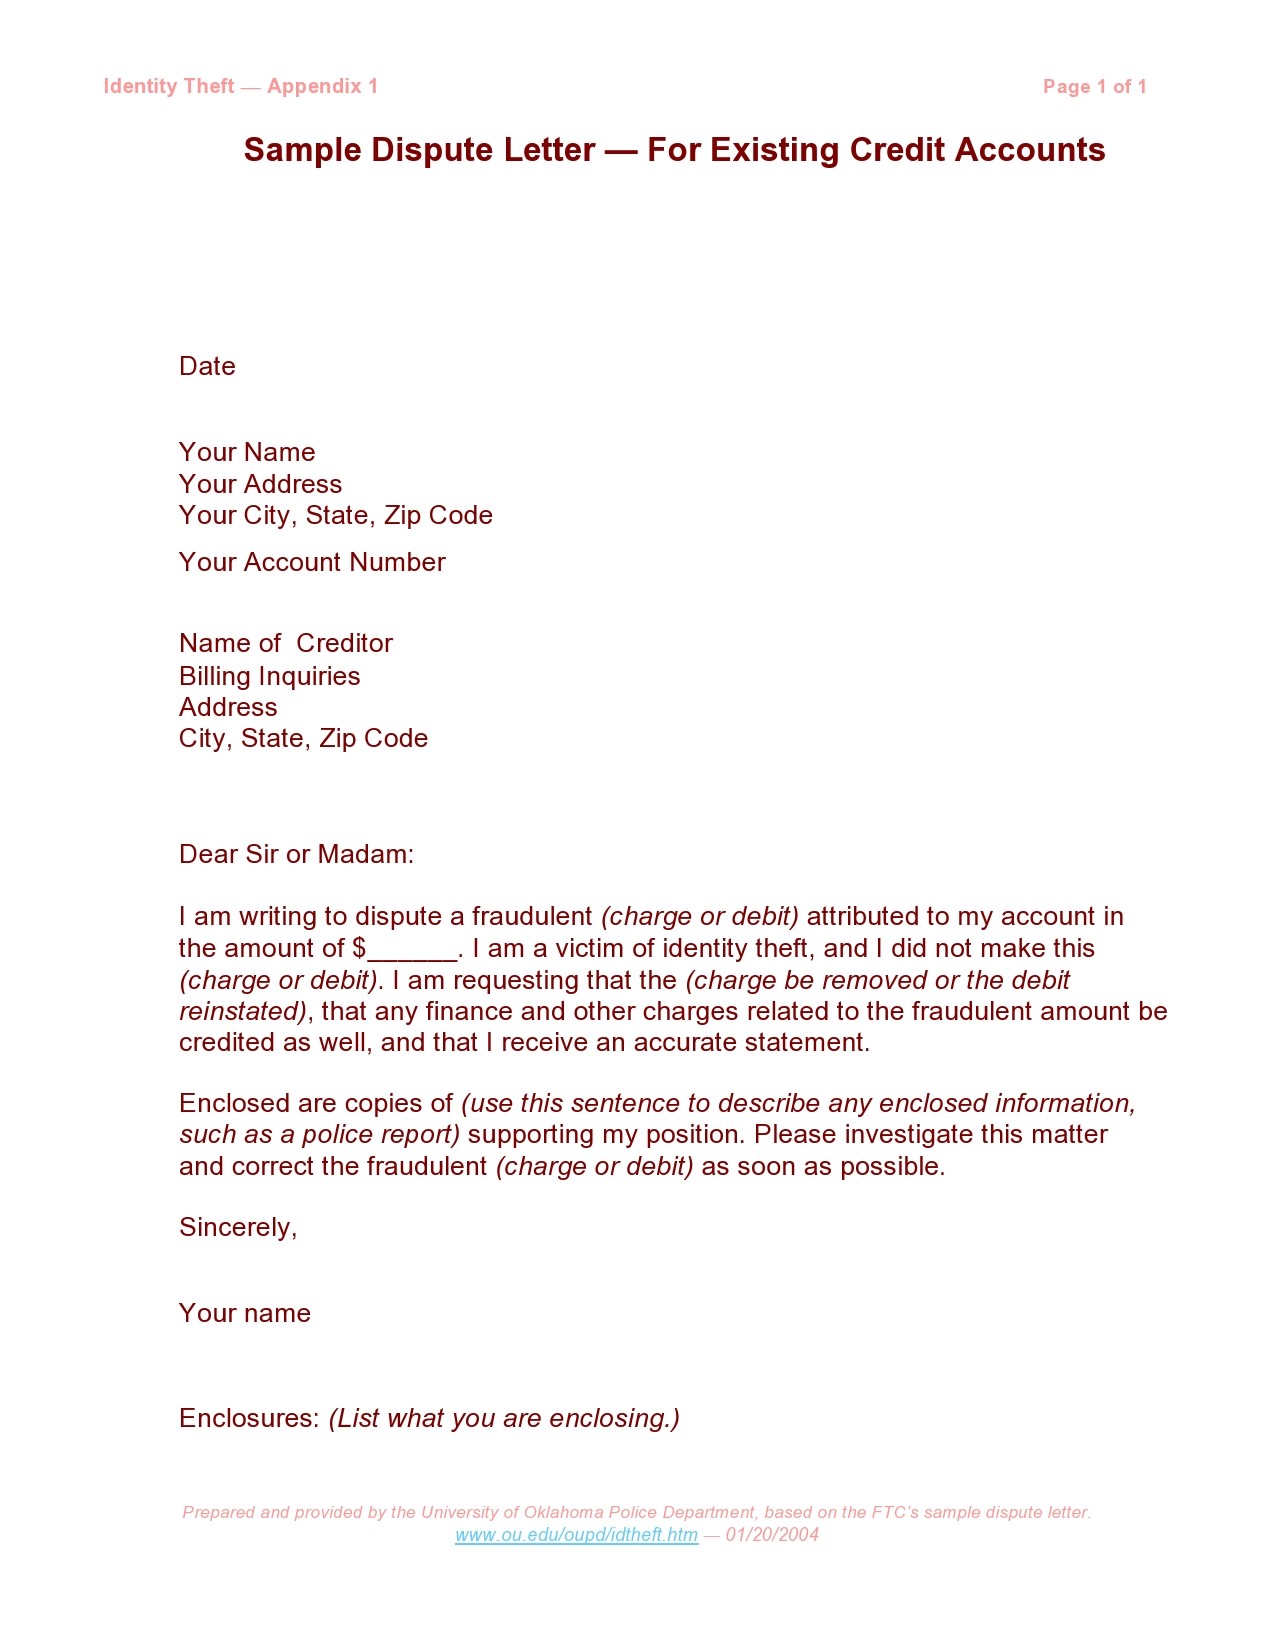 Identity Theft — Appendix 1 Page 1 of 1
Sample Dispute Letter — For Existing Credit Accounts
Date
Your Name
Your Address
Your City, State, Zip Code
Your Account Number
Name of  Creditor
Billing Inquiries
Address
City, State, Zip Code
Dear Sir or Madam:
I am writing to dispute a fraudulent (charge or debit) attributed to my account in
the amount of $______. I am a victim of identity theft, and I did not make this
(charge or debit). I am requesting that the (charge be removed or the debit
reinstated), that any finance and other charges related to the fraudulent amount be
credited as well, and that I receive an accurate statement.
Enclosed are copies of (use this sentence to describe any enclosed information,
such as a police report) supporting my position. Please investigate this matter
and correct the fraudulent (charge or debit) as soon as possible.
Sincerely,
Your name
Enclosures: (List what you are enclosing.)
Prepared and provided by the University of Oklahoma Police Department, based on the FTC’s sample dispute letter.
www.ou.edu/oupd/idtheft.htm — 01/20/2004